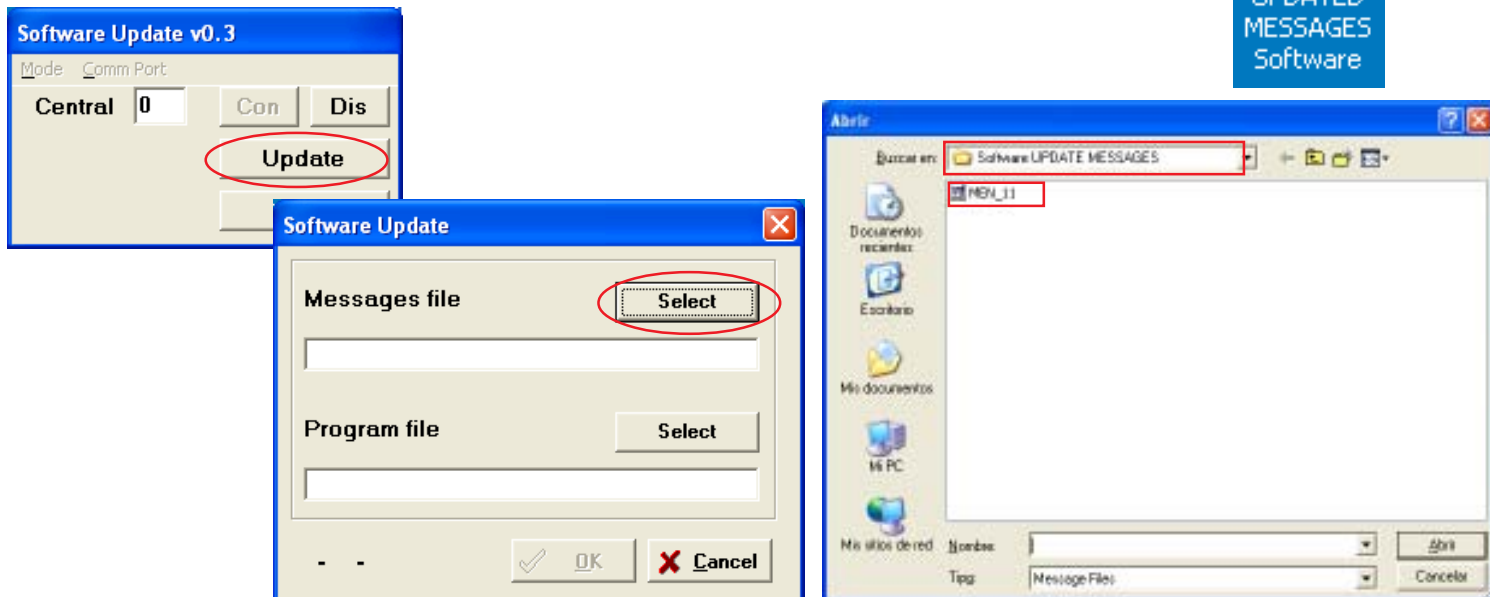 UPDATED
MESSAGES
Software
Software Update v0.3
Mode Comm Port
Central 0 Con Dis
Update
Software Update
Messages file Select
Program file Select
- - OK Cancel
Abrir
Buscar en: Software UPDATE MESSAGES
MEN_11
Documentos
recientes
Escritorio
Mis documentos
Mi PC
Mis sitios de red
Nombre: Abrir
Tipo: Message Files Cancelar